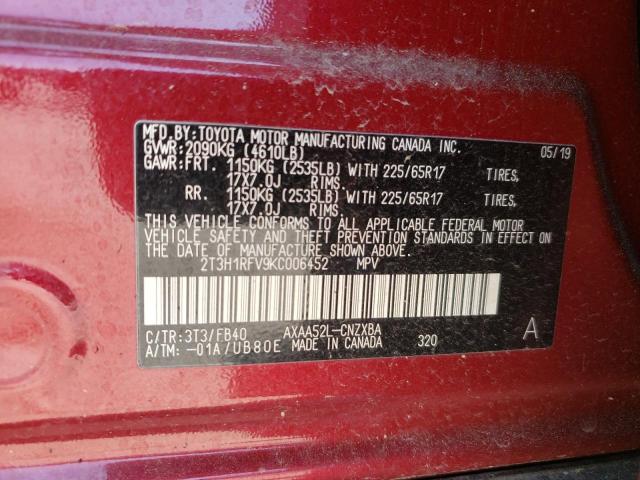 MFD.BY:TOYOTA MOTOR MANUFACTURING CANADA INC.
GVWR:2090KG (4610LB) 05/19
GAWR:FRT. 1150KG (2535LB) WITH 225/65R17 TIRES,
17X7.0J RIMS.
RR. 1150KG (2535LB) WITH 225/65R17 TIRES,
17X7.0J RIMS.
THIS VEHICLE CONFORMS TO ALL APPLICABLE FEDERAL MOTOR
VEHICLE SAFETY AND THEFT PREVENTION STANDARDS IN EFFECT ON
THE DATE OF MANUFACTURE SHOWN ABOVE.
2T3H1RFV9KC006452 MPV
C/TR:3T3/FB40 AXAA52L-CNZXBA A
A/TM:-01A/UB80E MADE IN CANADA 320